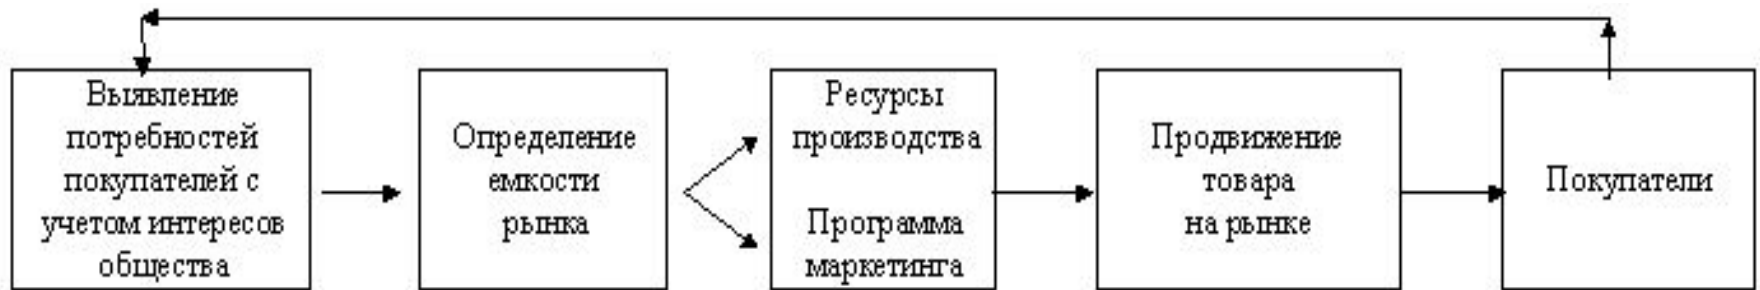 Выявление
потребностей
покупателей с
учетом интересов
общества
Определение
емкости
рынка
Ресурсы
производства
Программа
маркетинга
Продвижение
товара
на рынке
Покупатели